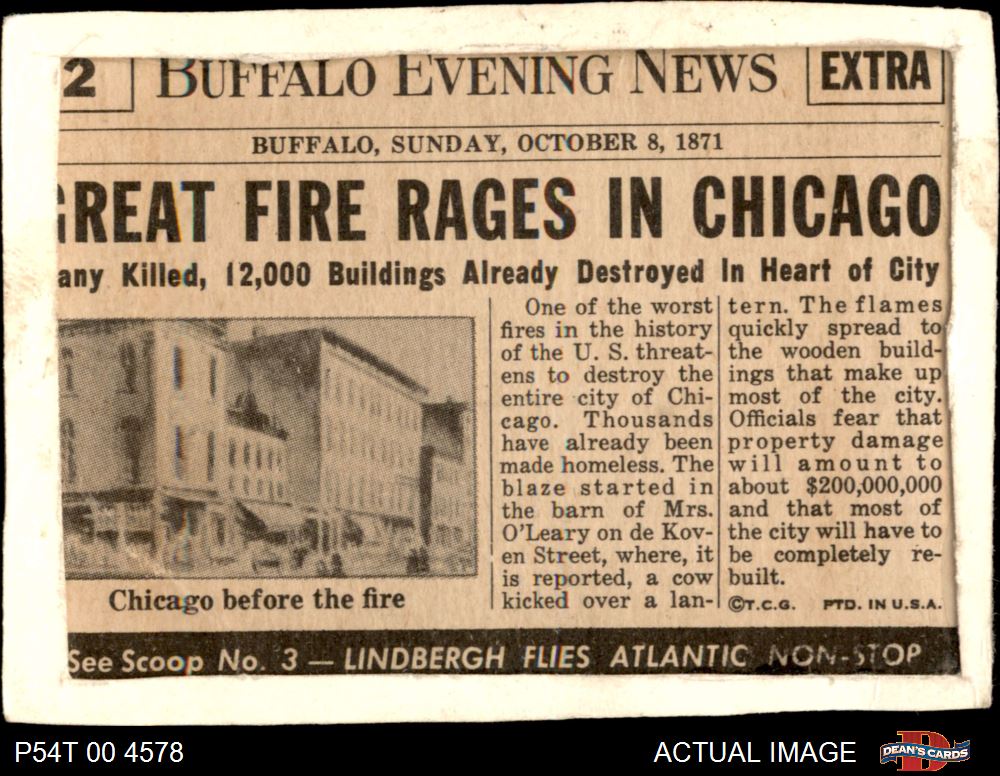 2
BUFFALO EVENING NEWS
EXTRA
BUFFALO, SUNDAY, OCTOBER 8, 1871
GREAT FIRE RAGES IN CHICAGO
any Killed, 12,000 Buildings Already Destroyed In Heart of City
One of the worst
fires in the history
of the U. S. threat-
ens to destroy the
entire city of Chi-
cago. Thousands
have already been
made homeless. The
blaze started in
the barn of Mrs.
O'Leary on de Kov-
en Street, where, it
is reported, a cow
kicked over a lan-
tern. The flames
quickly spread to
the wooden build-
ings that make up
most of the city.
Officials fear that
property damage
will amount to
about $200,000,000
and that most of
the city will have to
be completely re-
built.
©T.C.G. PTD. IN U.S.A.
Chicago before the fire
See Scoop No. 3 — LINDBERGH FLIES ATLANTIC NON-STOP
P54T 00 4578
ACTUAL IMAGE
DEAN'S CARDS